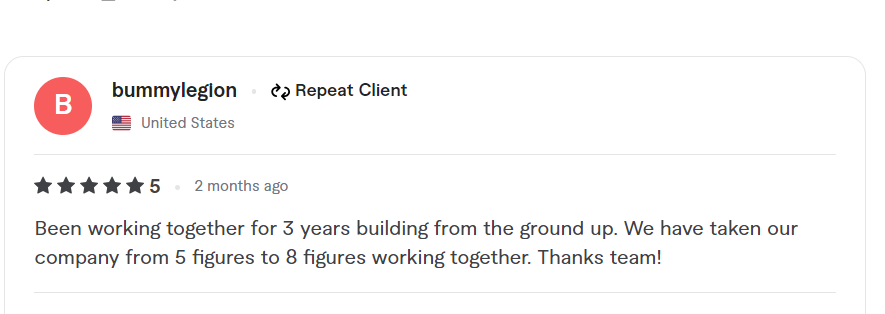 B
bummylegion
Repeat Client
United States
5
2 months ago
Been working together for 3 years building from the ground up. We have taken our
company from 5 figures to 8 figures working together. Thanks team!